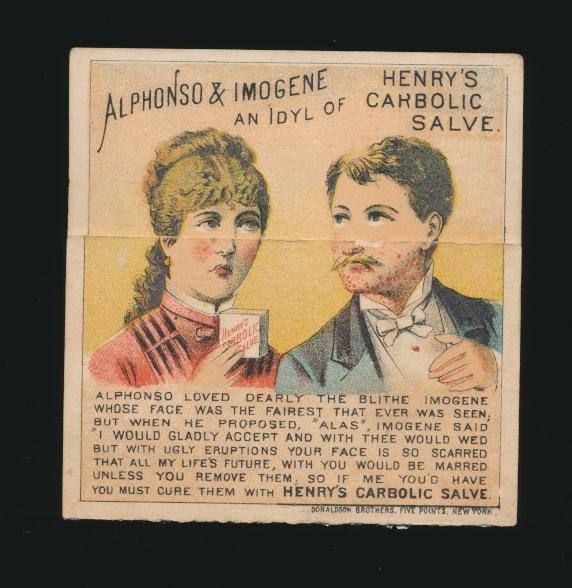 ALPHONSO & IMOGENE
AN IDYL OF
HENRY'S
CARBOLIC
SALVE.
HENRY'S
CARBOLIC
SALVE
ALPHONSO LOVED DEARLY THE BLITHE IMOGENE
WHOSE FACE WAS THE FAIREST THAT EVER WAS SEEN;
BUT WHEN HE PROPOSED, "ALAS", IMOGENE SAID
"I WOULD GLADLY ACCEPT AND WITH THEE WOULD WED
BUT WITH UGLY ERUPTIONS YOUR FACE IS SO SCARRED
THAT ALL MY LIFE'S FUTURE, WITH YOU WOULD BE MARRED
UNLESS YOU REMOVE THEM; SO IF ME YOU'D HAVE
YOU MUST CURE THEM WITH HENRY'S CARBOLIC SALVE.
DONALDSON BROTHERS, FIVE POINTS, NEW YORK.